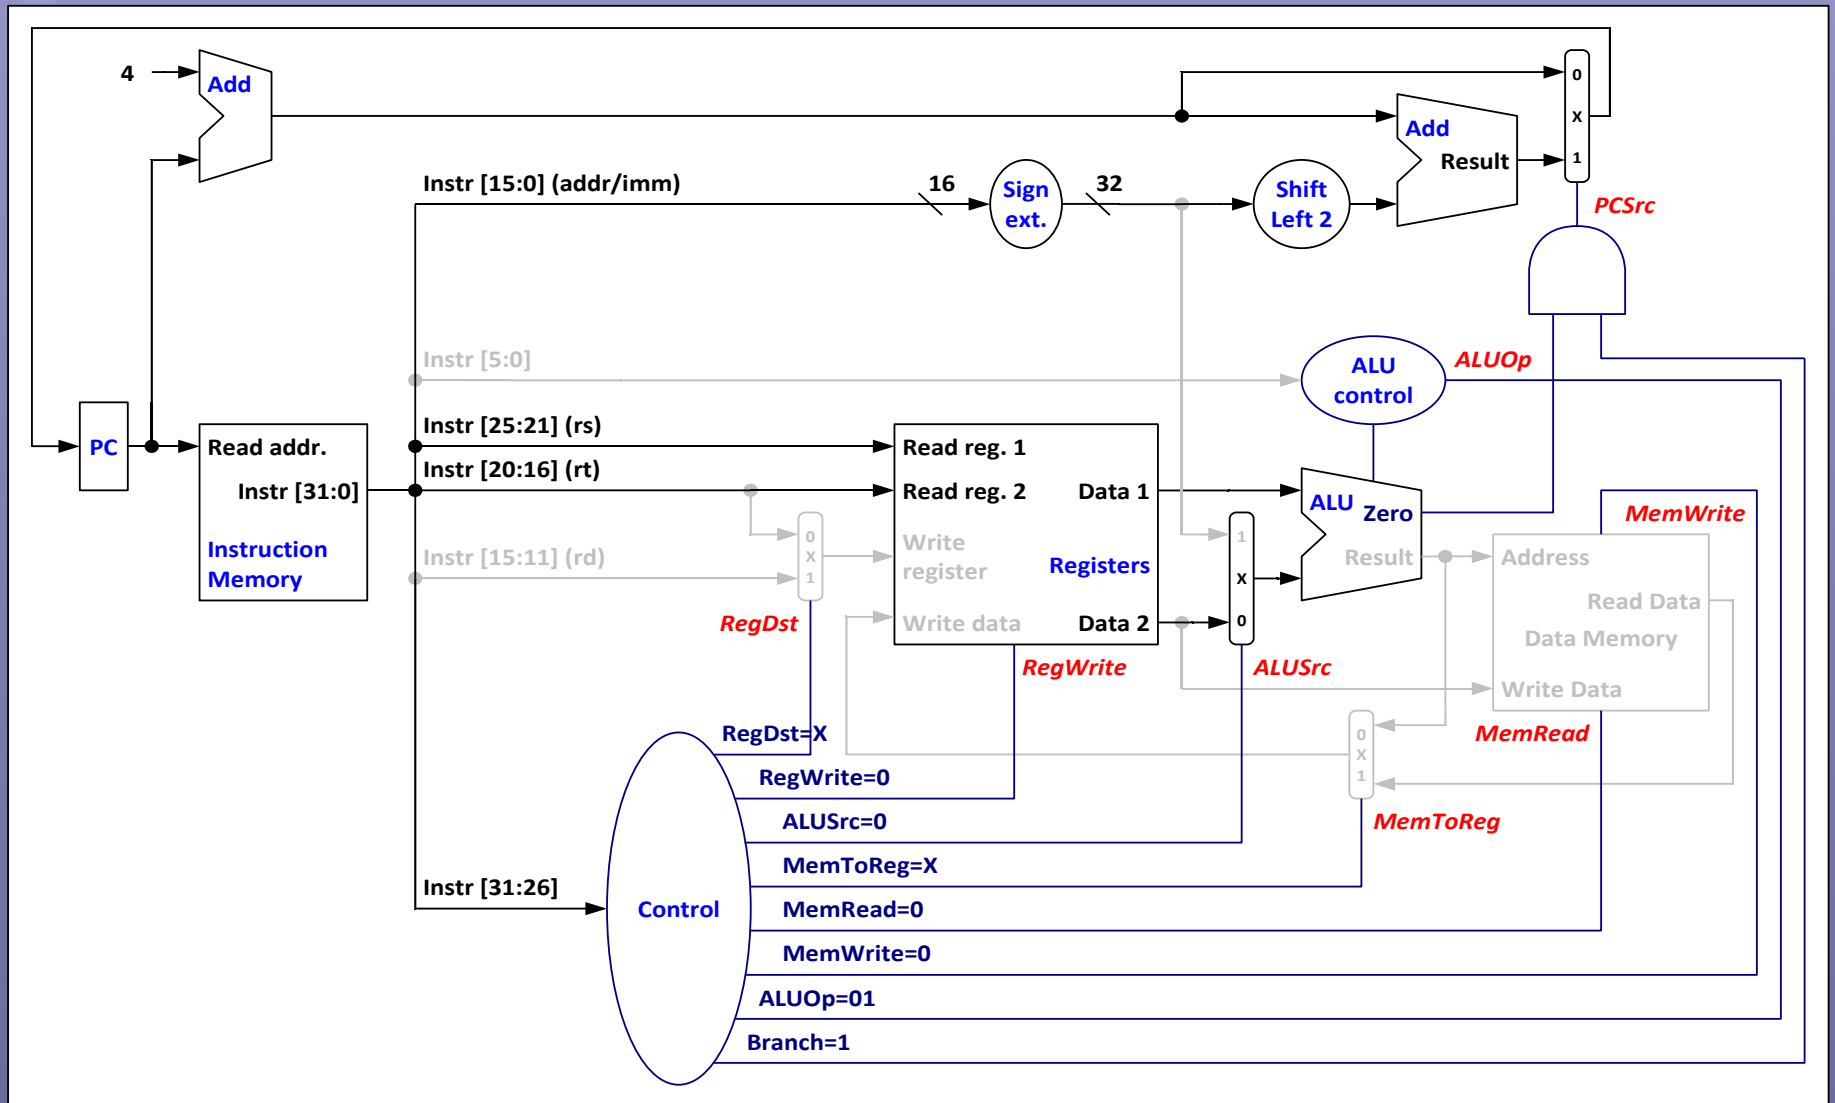 4
Add
0
X
1
Add
Result
Instr [15:0] (addr/imm)
16
Sign
ext.
32
Shift
Left 2
PCSrc
Instr [5:0]
ALU
control
ALUOp
PC
Read addr.
Instr [31:0]
Instruction
Memory
Instr [25:21] (rs)
Instr [20:16] (rt)
Instr [15:11] (rd)
0
X
1
RegDst
Read reg. 1
Read reg. 2
Data 1
Write
register
Registers
Write data
Data 2
RegWrite
1
X
0
ALUSrc
ALU
Zero
Result
MemWrite
Address
Read Data
Data Memory
Write Data
MemRead
0
X
1
MemToReg
RegDst=X
RegWrite=0
ALUSrc=0
MemToReg=X
Instr [31:26]
Control
MemRead=0
MemWrite=0
ALUOp=01
Branch=1